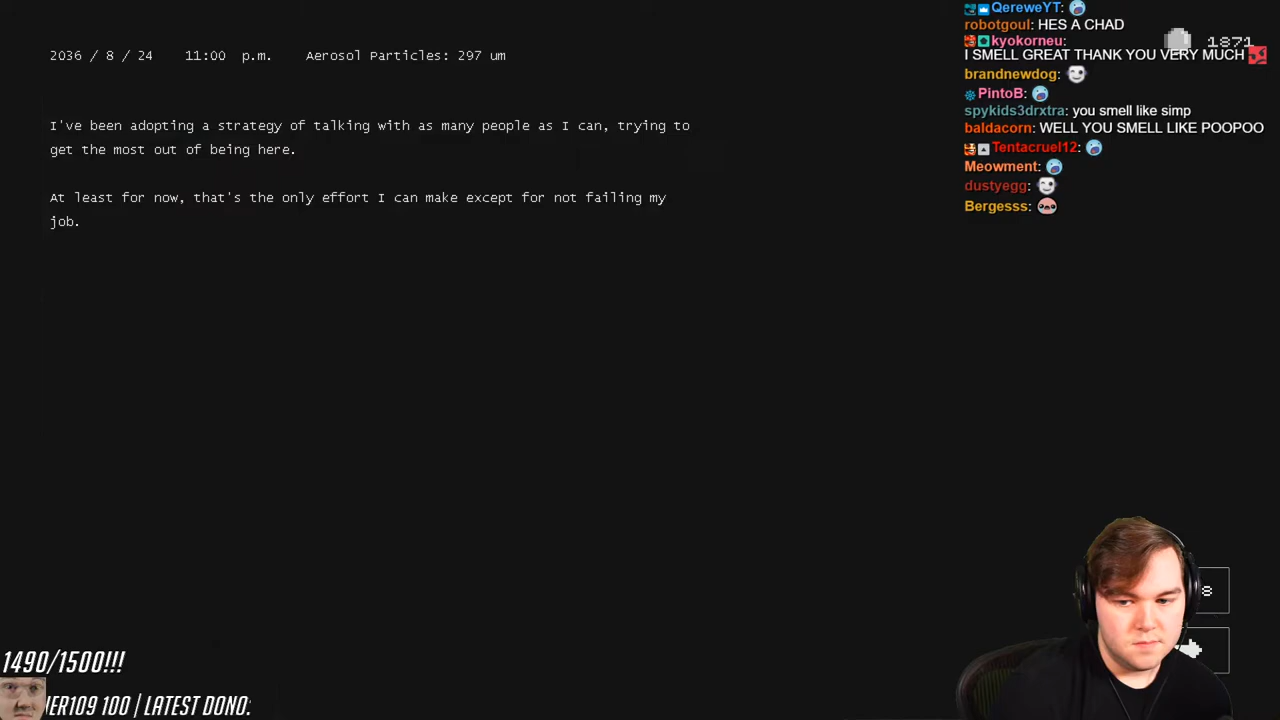 2036 / 8 / 24 11:00 p.m. Aerosol Particles: 297 um
I've been adopting a strategy of talking with as many people as I can, trying to
get the most out of being here.
At least for now, that's the only effort I can make except for not failing my
job.
QereweYT:
robotgoul: HES A CHAD
kyokorneu:
1871
I SMELL GREAT THANK YOU VERY MUCH
brandnewdog:
PintoB:
spykids3drxtra: you smell like simp
baldacorn: WELL YOU SMELL LIKE POOPOO
Tentacruel12:
Meowment:
dustyegg:
Bergesss:
1490/1500!!!
IER109 100 | LATEST DONO: